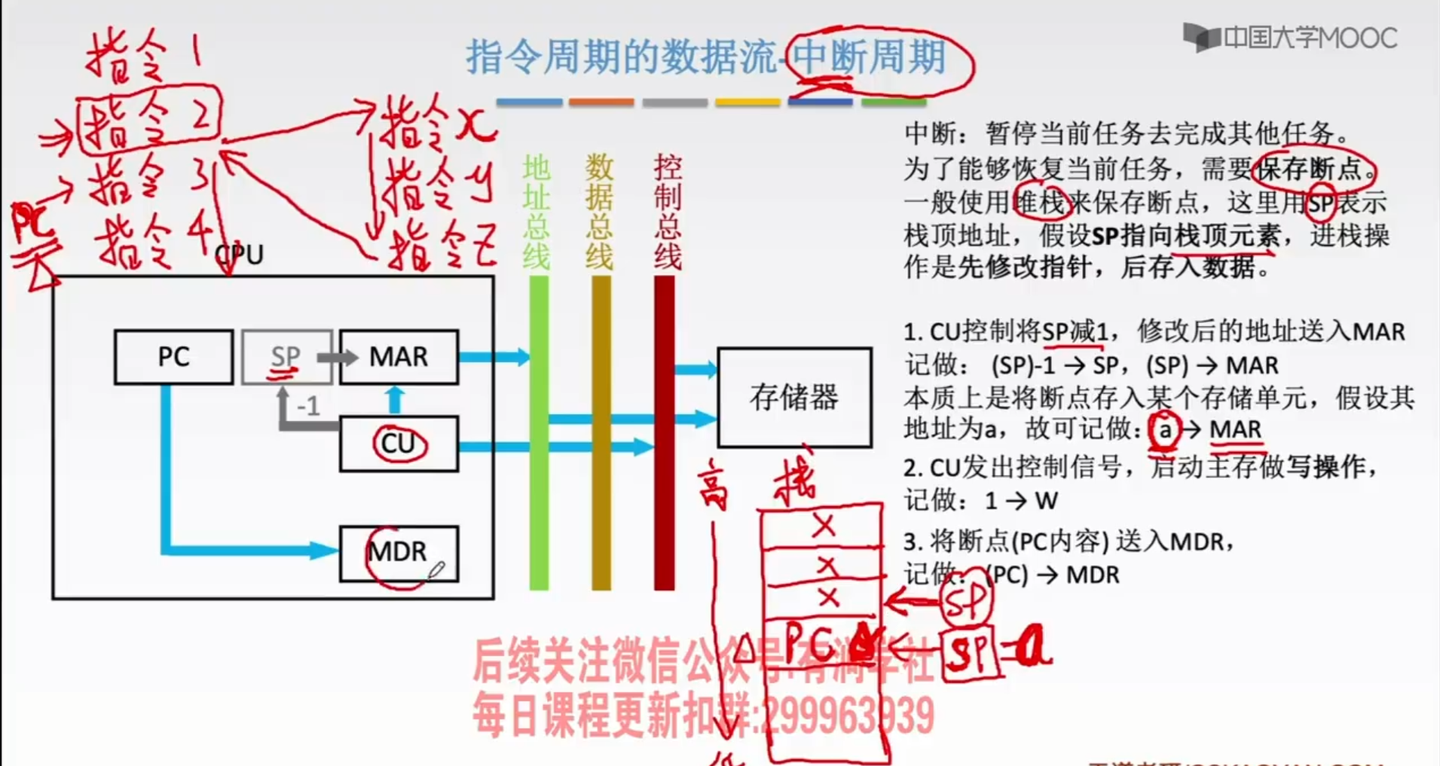 中国大学MOOC
指令周期的数据流-中断周期
指令 1
指令 2
指令 3
指令 4
PC
指令 x
指令 y
指令 z
地址总线
数据总线
控制总线
CPU
PC
SP
MAR
-1
CU
MDR
存储器
中断：暂停当前任务去完成其他任务。
为了能够恢复当前任务，需要保存断点。
一般使用堆栈来保存断点，这里用SP表示
栈顶地址，假设SP指向栈顶元素，进栈操
作是先修改指针，后存入数据。
1. CU控制将SP减1，修改后的地址送入MAR
记做： (SP)-1 → SP，(SP) → MAR
本质上是将断点存入某个存储单元，假设其
地址为a，故可记做：a → MAR
2. CU发出控制信号，启动主存做写操作，
记做：1 → W
3. 将断点(PC内容) 送入MDR，
记做：(PC) → MDR
高
栈
x
x
x
SP
PC
SP = a
后续关注微信公众号:有涧学社
每日课程更新扣群:299963939